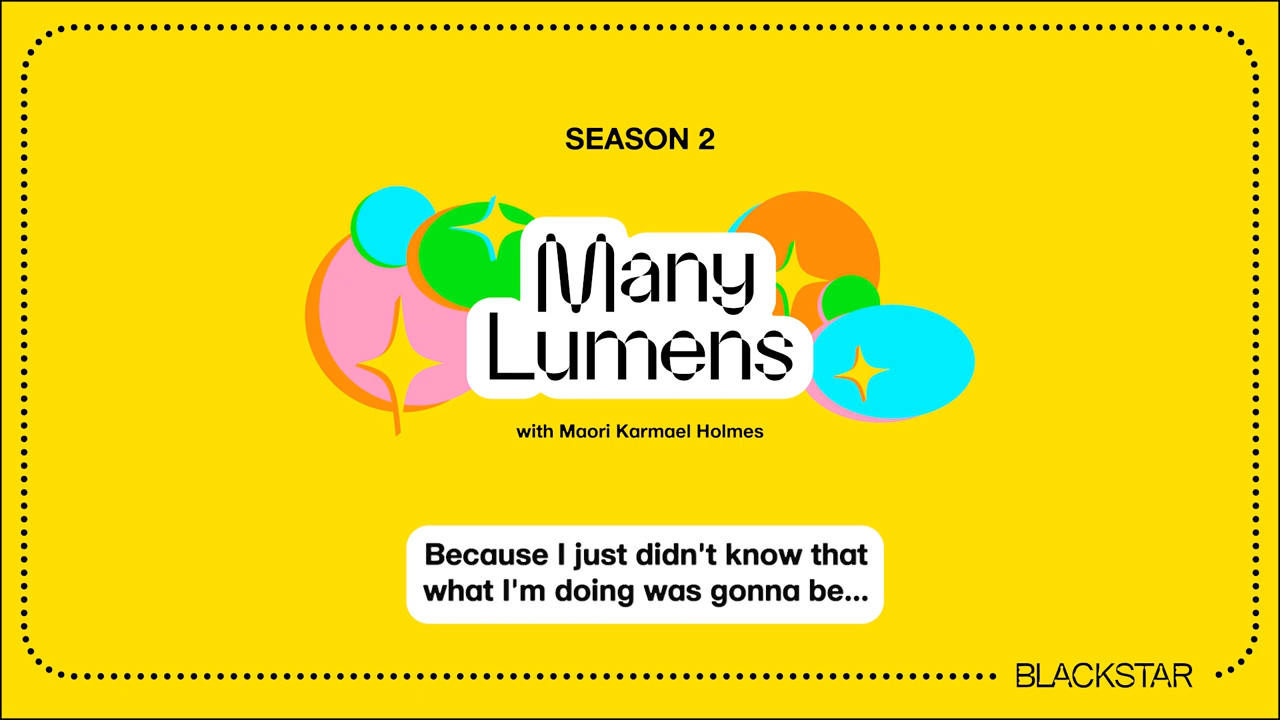 SEASON 2
Many
Lumens
with Maori Karmael Holmes
Because I just didn't know that
what I'm doing was gonna be...
BLACKSTAR